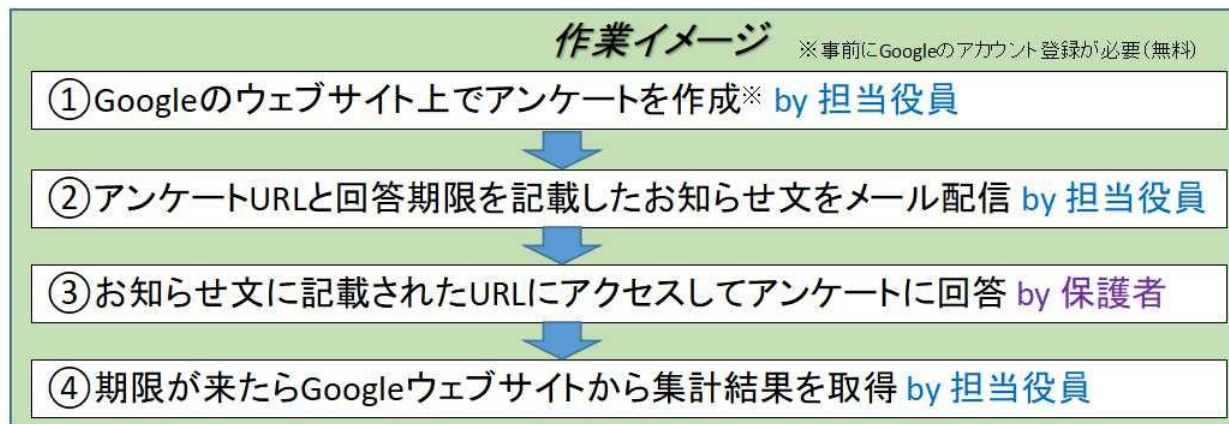 作業イメージ ※事前にGoogleのアカウント登録が必要(無料)
①Googleのウェブサイト上でアンケートを作成※ by 担当役員
②アンケートURLと回答期限を記載したお知らせ文をメール配信 by 担当役員
③お知らせ文に記載されたURLにアクセスしてアンケートに回答 by 保護者
④期限が来たらGoogleウェブサイトから集計結果を取得 by 担当役員